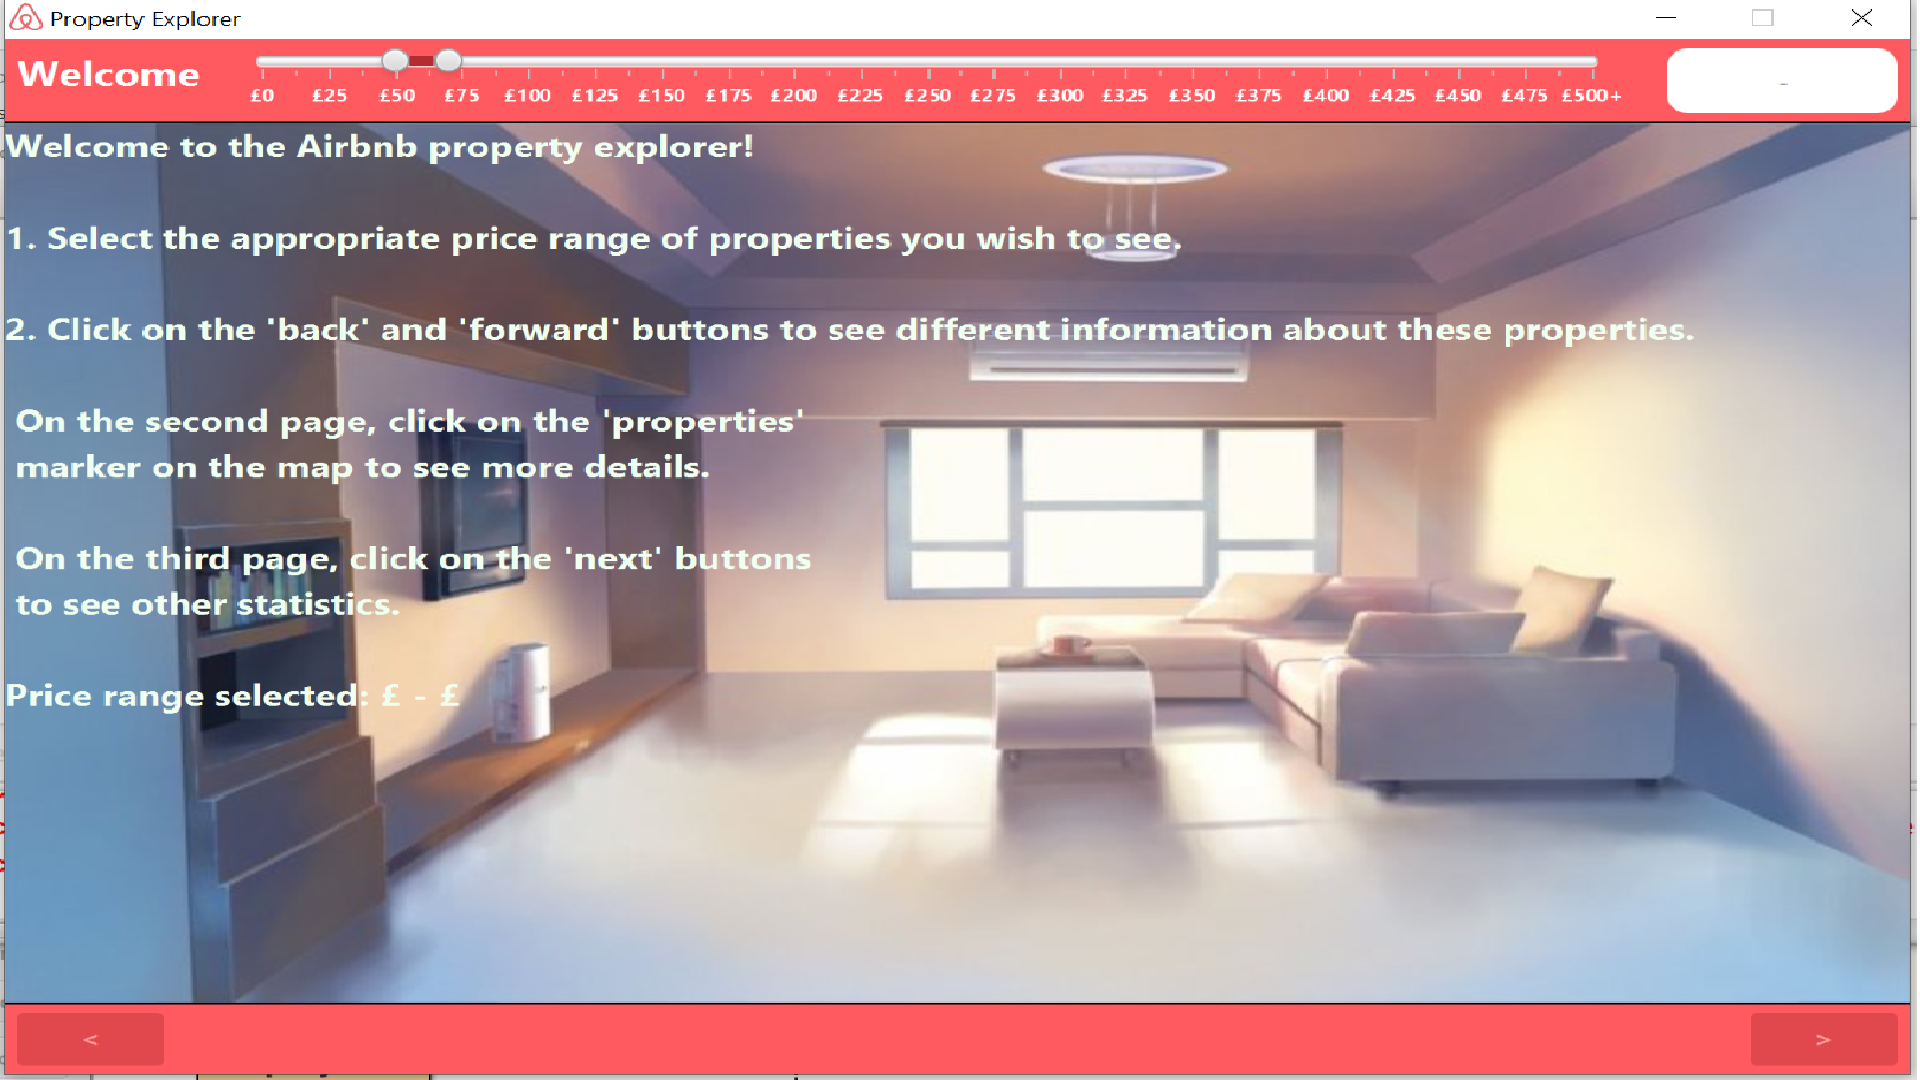 Property Explorer
Welcome
£0 £25 £50 £75 £100 £125 £150 £175 £200 £225 £250 £275 £300 £325 £350 £375 £400 £425 £450 £475 £500+
-
Welcome to the Airbnb property explorer!
1. Select the appropriate price range of properties you wish to see.
2. Click on the 'back' and 'forward' buttons to see different information about these properties.
On the second page, click on the 'properties'
marker on the map to see more details.
On the third page, click on the 'next' buttons
to see other statistics.
Price range selected: £ - £
< >